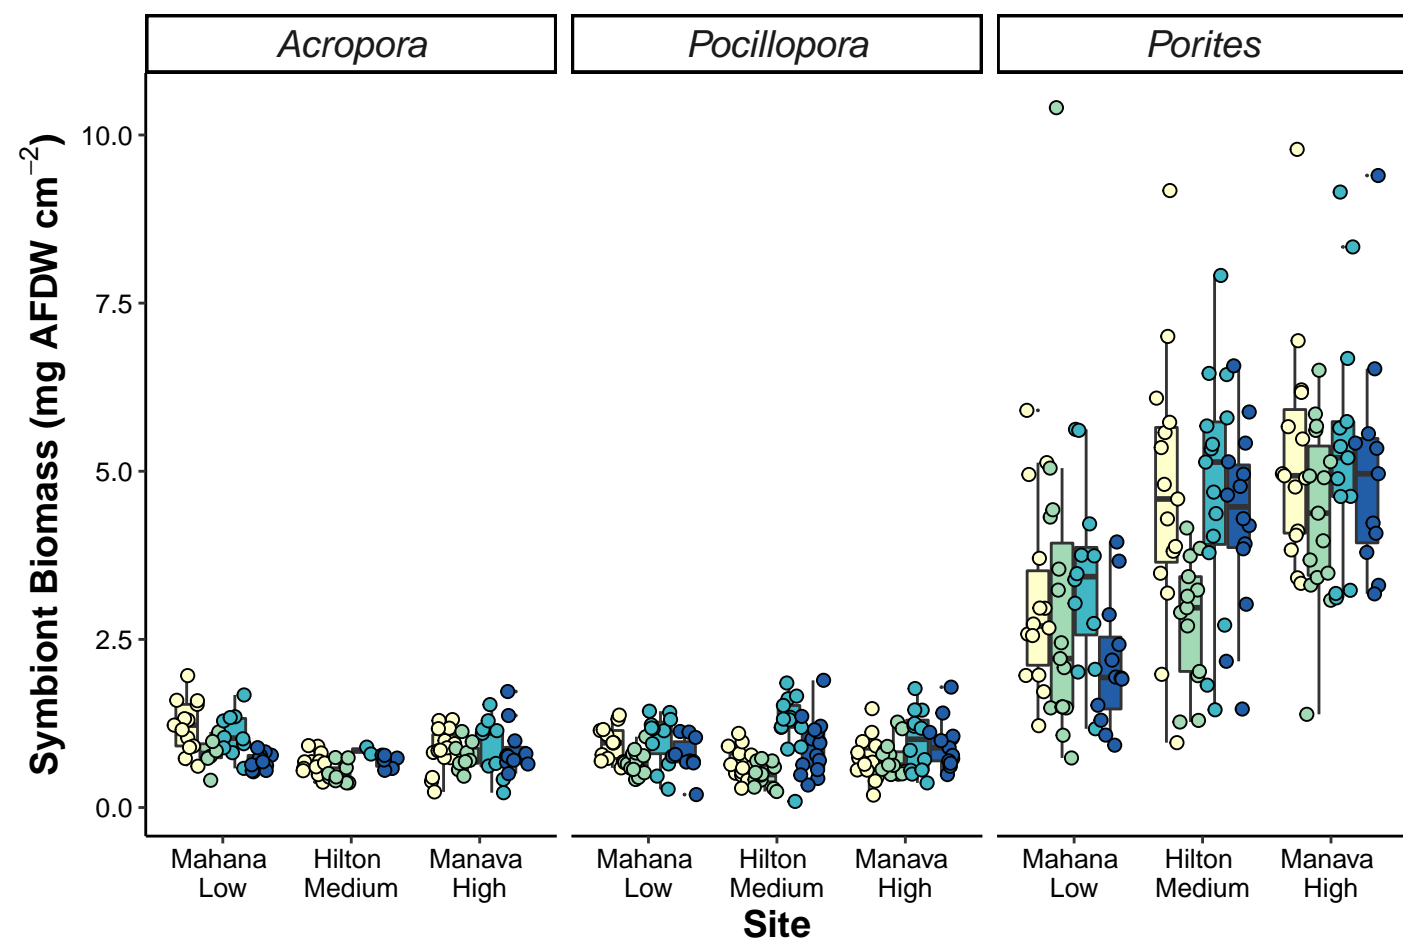 Acropora
Pocillopora
Porites
Symbiont Biomass (mg AFDW cm⁻²)
10.0
7.5
5.0
2.5
0.0
Mahana Low
Hilton Medium
Manava High
Mahana Low
Hilton Medium
Manava High
Mahana Low
Hilton Medium
Manava High
Site